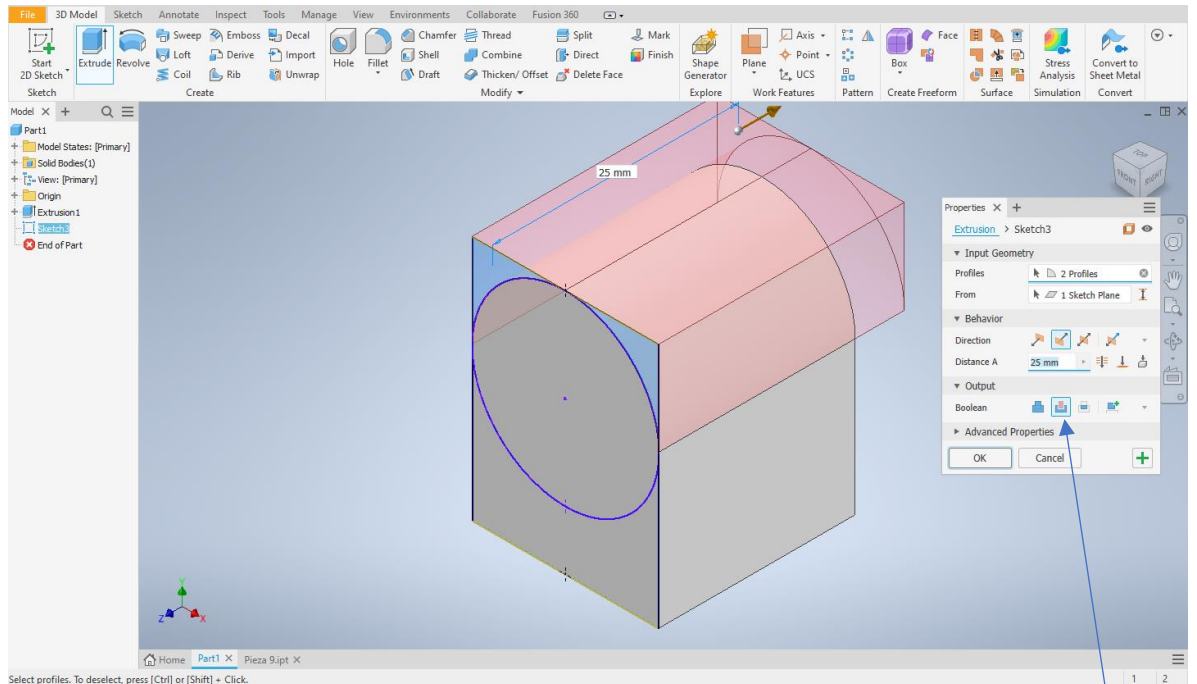 File 3D Model Sketch Annotate Inspect Tools Manage View Environments Collaborate Fusion 360
Start 2D Sketch
Extrude Revolve
Sweep Emboss Decal
Loft Derive Import
Coil Rib Unwrap
Hole Fillet
Chamfer Thread Split Mark
Shell Combine Direct Finish
Draft Thicken/ Offset Delete Face
Shape Generator
Plane
Axis
Point
UCS
Box
Face
Stress Analysis
Convert to Sheet Metal
Sketch Create Modify Explore Work Features Pattern Create Freeform Surface Simulation Convert
Model × +
Part1
Model States: [Primary]
Solid Bodies(1)
View: [Primary]
Origin
Extrusion1
Sketch3
End of Part
25 mm
TOP
FRONT
RIGHT
Properties × +
Extrusion > Sketch3
Input Geometry
Profiles 2 Profiles
From 1 Sketch Plane
Behavior
Direction
Distance A 25 mm
Output
Boolean
Advanced Properties
OK Cancel
Y
Z
X
Home Part1 × Pieza 9.ipt ×
Select profiles. To deselect, press [Ctrl] or [Shift] + Click.
1 2